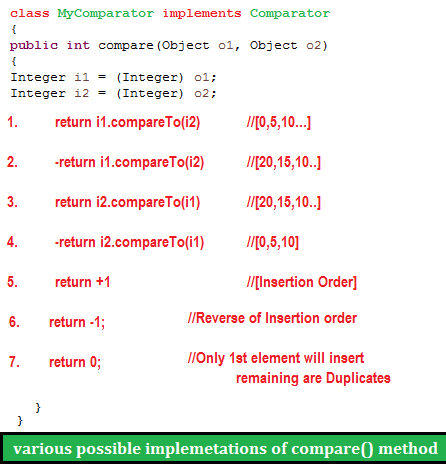 class MyComparator implements Comparator
{
public int compare(Object o1, Object o2)
{
Integer i1 = (Integer) o1;
Integer i2 = (Integer) o2;
1. return i1.compareTo(i2) //[0,5,10...]
2. -return i1.compareTo(i2) //[20,15,10..]
3. return i2.compareTo(i1) //[20,15,10..]
4. -return i2.compareTo(i1) //[0,5,10]
5. return +1 //[Insertion Order]
6. return -1; //Reverse of Insertion order
7. return 0; //Only 1st element will insert
remaining are Duplicates
}
}
various possible implemetations of compare() method